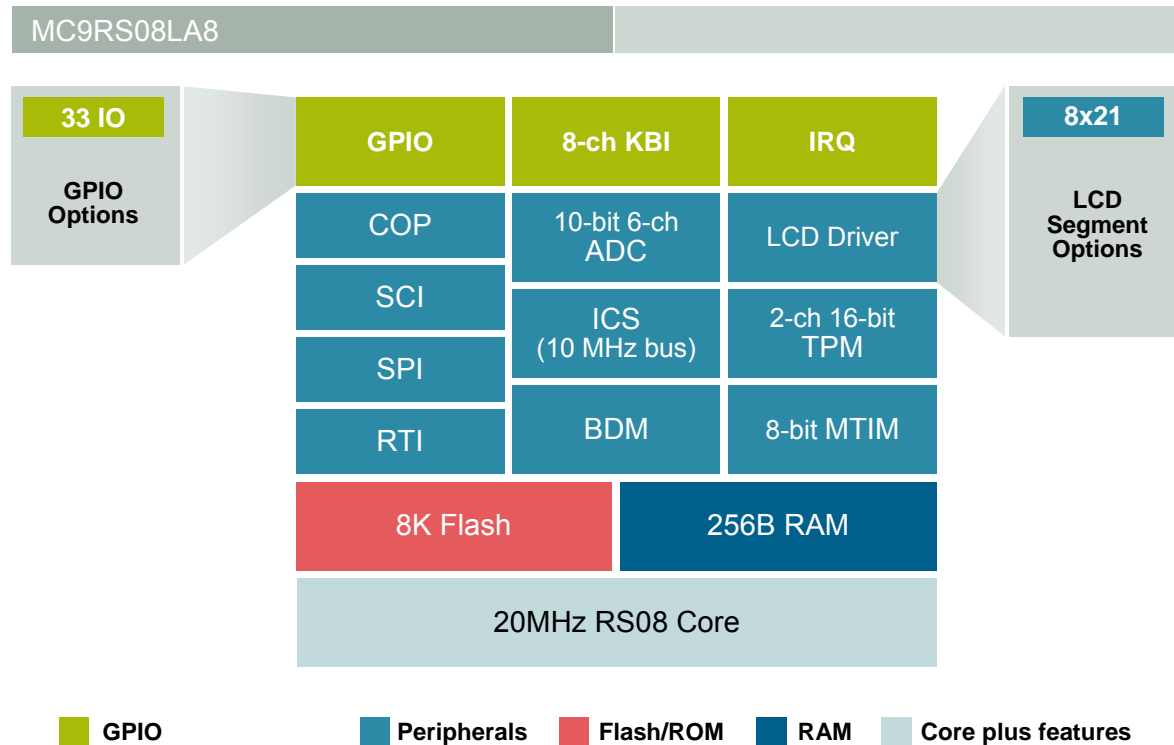 MC9RS08LA8
33 IO
GPIO
Options
GPIO
8-ch KBI
IRQ
8x21
LCD
Segment
Options
COP
SCI
SPI
RTI
10-bit 6-ch
ADC
ICS
(10 MHz bus)
BDM
LCD Driver
2-ch 16-bit
TPM
8-bit MTIM
8K Flash
256B RAM
20MHz RS08 Core
GPIO
Peripherals
Flash/ROM
RAM
Core plus features